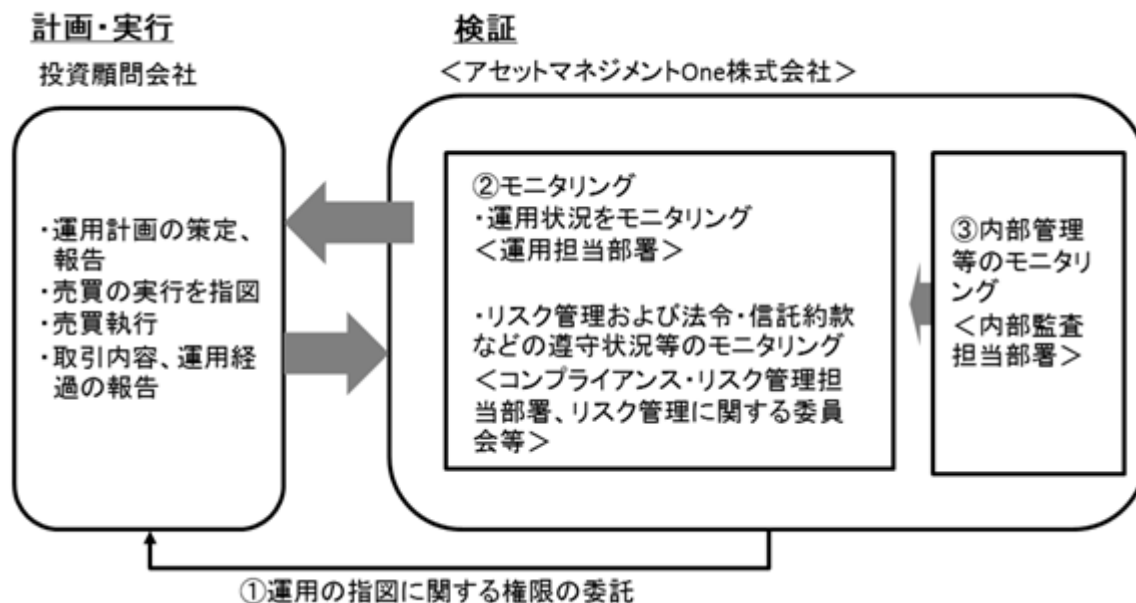 計画・実行
投資顧問会社
・運用計画の策定、
報告
・売買の実行を指図
・売買執行
・取引内容、運用経
過の報告
検証
＜アセットマネジメントOne株式会社＞
②モニタリング
・運用状況をモニタリング
＜運用担当部署＞
・リスク管理および法令・信託約款
などの遵守状況等のモニタリング
＜コンプライアンス・リスク管理担
当部署、リスク管理に関する委員
会等＞
③内部管理
等のモニタリ
ング
＜内部監査
担当部署＞
①運用の指図に関する権限の委託